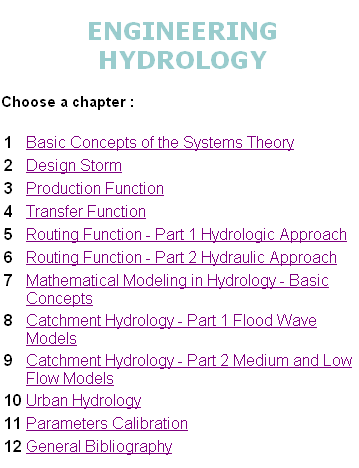 ENGINEERING
HYDROLOGY
Choose a chapter :
1 Basic Concepts of the Systems Theory
2 Design Storm
3 Production Function
4 Transfer Function
5 Routing Function - Part 1 Hydrologic Approach
6 Routing Function - Part 2 Hydraulic Approach
7 Mathematical Modeling in Hydrology - Basic
Concepts
8 Catchment Hydrology - Part 1 Flood Wave
Models
9 Catchment Hydrology - Part 2 Medium and Low
Flow Models
10 Urban Hydrology
11 Parameters Calibration
12 General Bibliography